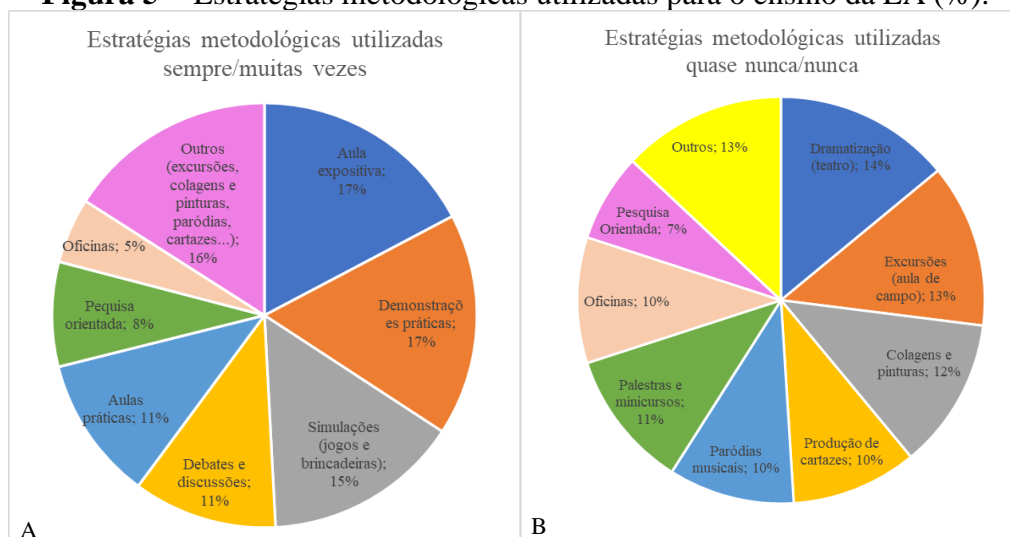 Figura 3 – Estratégias metodológicas utilizadas para o ensino da EA (%).
Estratégias metodológicas utilizadas
sempre/muitas vezes
Aula
expositiva;
17%
Demonstraçõ
es práticas;
17%
Simulações
(jogos e
brincadeiras);
15%
Debates e
discussões;
11%
Aulas
práticas; 11%
Pequisa
orientada; 8%
Oficinas; 5%
Outros
(excursões,
colagens e
pinturas,
paródias,
cartazes...);
16%
A
Estratégias metodológicas utilizadas
quase nunca/nunca
Dramatização
(teatro); 14%
Excursões
(aula de
campo); 13%
Colagens e
pinturas; 12%
Produção de
cartazes; 10%
Paródias
musicais; 10%
Palestras e
minicursos;
11%
Oficinas; 10%
Pesquisa
Orientada; 7%
Outros; 13%
B